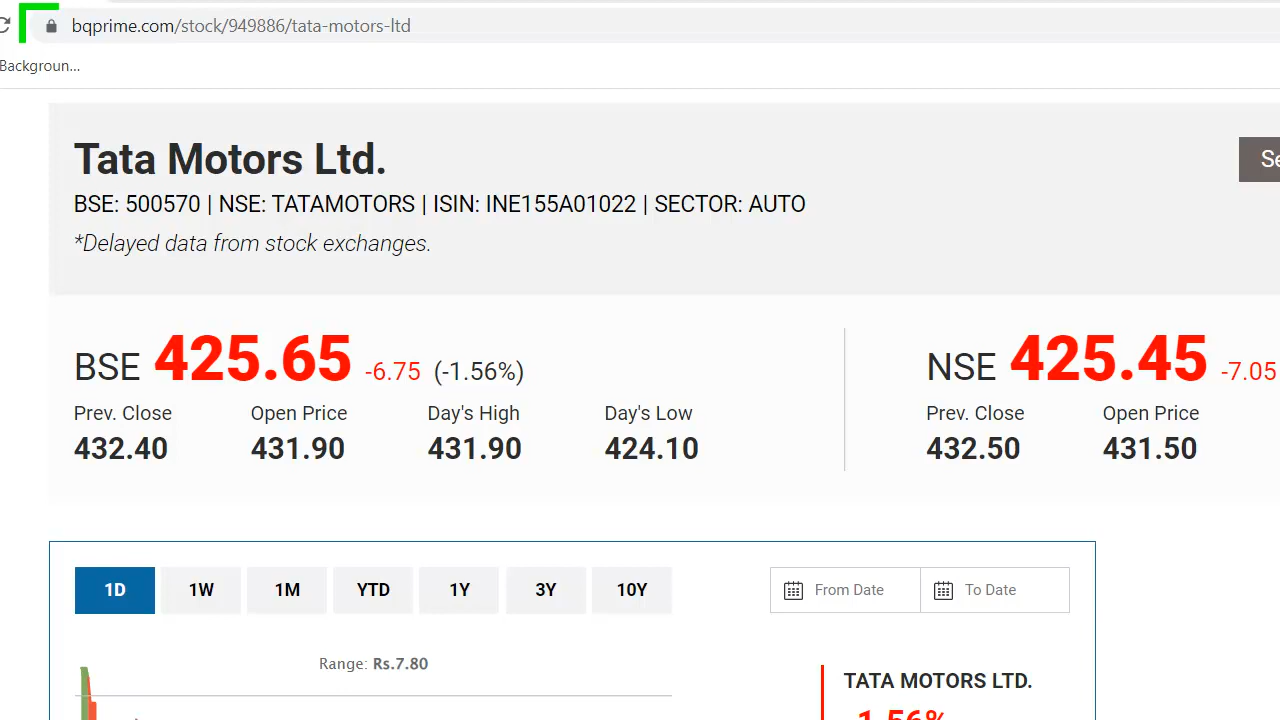 bqprime.com/stock/949886/tata-motors-ltd
Backgroun...
Tata Motors Ltd.
Se
BSE: 500570 | NSE: TATAMOTORS | ISIN: INE155A01022 | SECTOR: AUTO
*Delayed data from stock exchanges.
BSE 425.65 -6.75 (-1.56%)
Prev. Close Open Price Day's High Day's Low
432.40 431.90 431.90 424.10
NSE 425.45 -7.05
Prev. Close Open Price
432.50 431.50
1D 1W 1M YTD 1Y 3Y 10Y
From Date To Date
Range: Rs.7.80
TATA MOTORS LTD.
-1.56%